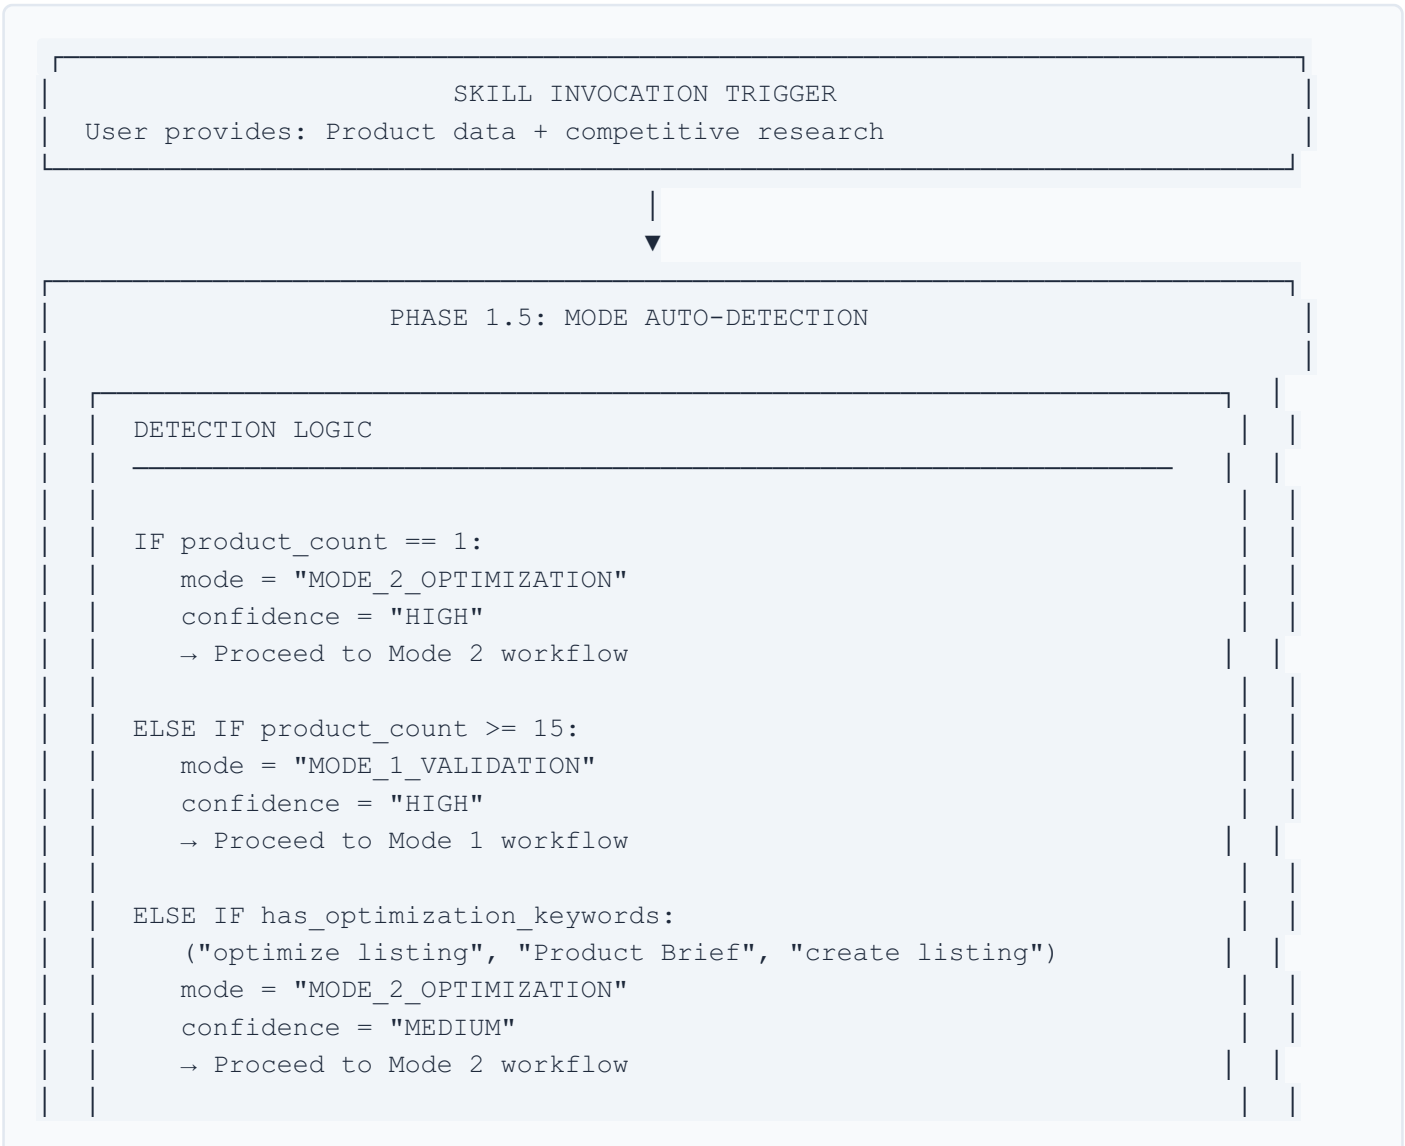 SKILL INVOCATION TRIGGER
User provides: Product data + competitive research
▼
PHASE 1.5: MODE AUTO-DETECTION
DETECTION LOGIC
IF product_count == 1:
mode = "MODE_2_OPTIMIZATION"
confidence = "HIGH"
→ Proceed to Mode 2 workflow
ELSE IF product_count >= 15:
mode = "MODE_1_VALIDATION"
confidence = "HIGH"
→ Proceed to Mode 1 workflow
ELSE IF has_optimization_keywords:
("optimize listing", "Product Brief", "create listing")
mode = "MODE_2_OPTIMIZATION"
confidence = "MEDIUM"
→ Proceed to Mode 2 workflow